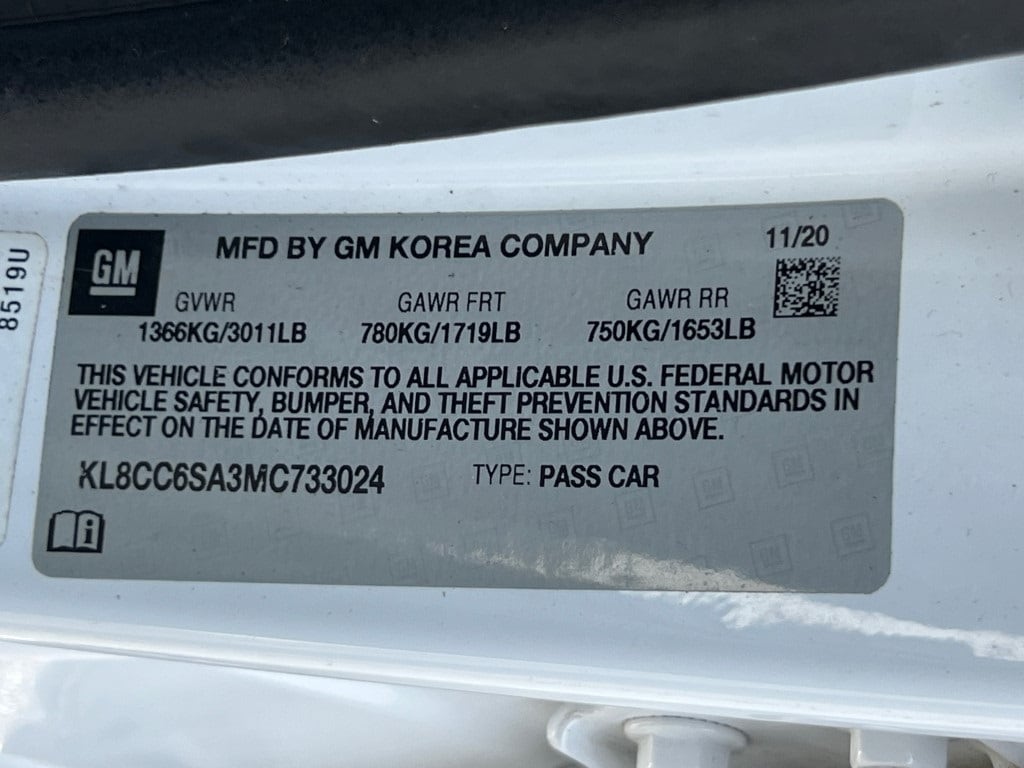 GM
MFD BY GM KOREA COMPANY
11/20
GVWR
GAWR FRT
GAWR RR
1366KG/3011LB
780KG/1719LB
750KG/1653LB
THIS VEHICLE CONFORMS TO ALL APPLICABLE U.S. FEDERAL MOTOR
VEHICLE SAFETY, BUMPER, AND THEFT PREVENTION STANDARDS IN
EFFECT ON THE DATE OF MANUFACTURE SHOWN ABOVE.
KL8CC6SA3MC733024
TYPE: PASS CAR
i
8519U